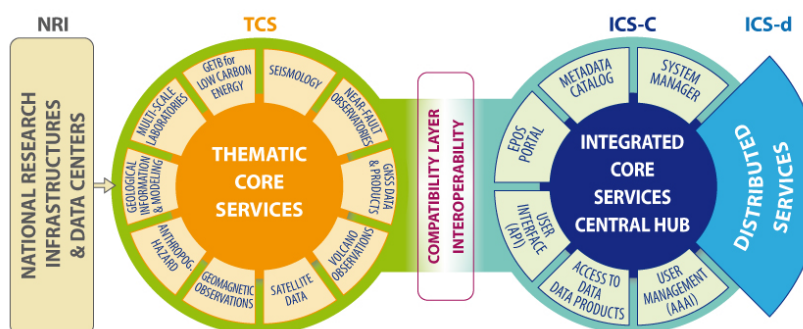 NRI
TCS
ICS-C
ICS-d
NATIONAL RESEARCH
INFRASTRUCTURES
& DATA CENTERS
THEMATIC
CORE
SERVICES
SEISMOLOGY
NEAR-FAULT
OBSERVATORIES
GNSS DATA
& PRODUCTS
VOLCANO
OBSERVATIONS
SATELLITE
DATA
GEOMAGNETIC
OBSERVATIONS
ANTHROPOG.
HAZARD
GEOLOGICAL
INFORMATION
& MODELING
MULTI-SCALE
LABORATORIES
GETB for
LOW CARBON
ENERGY
COMPATIBILITY LAYER
INTEROPERABILITY
INTEGRATED
CORE
SERVICES
CENTRAL HUB
METADATA
CATALOG
SYSTEM
MANAGER
EPOS
PORTAL
USER
INTERFACE
(API)
ACCESS TO
DATA
DATA PRODUCTS
USER
MANAGEMENT
(AAAI)
DISTRIBUTED
SERVICES